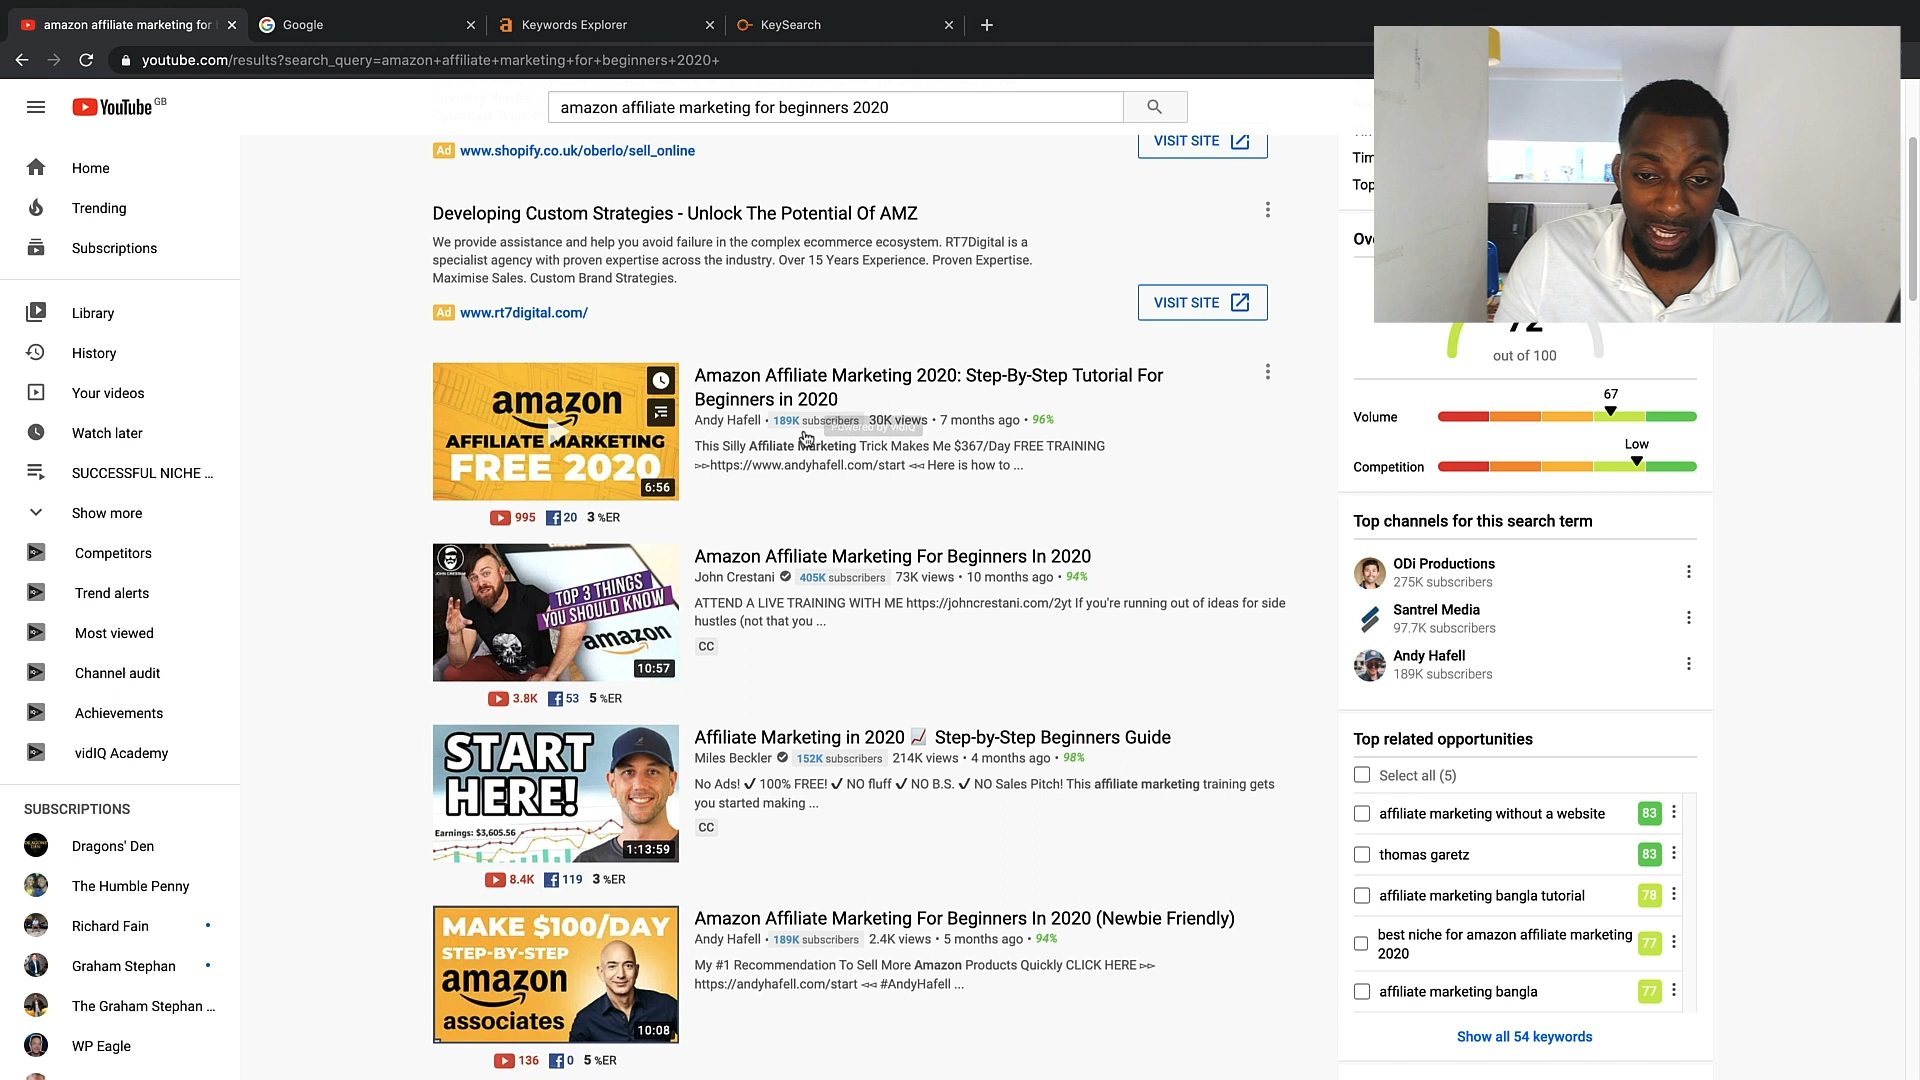 amazon affiliate marketing for
Google
Keywords Explorer
KeySearch
youtube.com/results?search_query=amazon+affiliate+marketing+for+beginners+2020+
YouTube GB
amazon affiliate marketing for beginners 2020
Home
Trending
Subscriptions
Library
History
Your videos
Watch later
SUCCESSFUL NICHE ...
Show more
Competitors
Trend alerts
Most viewed
Channel audit
Achievements
vidIQ Academy
SUBSCRIPTIONS
Dragons' Den
The Humble Penny
Richard Fain
Graham Stephan
The Graham Stephan ...
WP Eagle
Ad www.shopify.co.uk/oberlo/sell_online
VISIT SITE
Developing Custom Strategies - Unlock The Potential Of AMZ
We provide assistance and help you avoid failure in the complex ecommerce ecosystem. RT7Digital is a
specialist agency with proven expertise across the industry. Over 15 Years Experience. Proven Expertise.
Maximise Sales. Custom Brand Strategies.
Ad www.rt7digital.com/
VISIT SITE
amazon
AFFILIATE MARKETING
FREE 2020
6:56
995 20 3 %ER
Amazon Affiliate Marketing 2020: Step-By-Step Tutorial For
Beginners in 2020
Andy Hafell • 189K subscribers 30K views • 7 months ago • 96%
Powered by vidIQ
This Silly Affiliate Marketing Trick Makes Me $367/Day FREE TRAINING
▻▻https://www.andyhafell.com/start ◅◅ Here is how to ...
JOHN CRESTANI
TOP 3 THINGS
YOU SHOULD KNOW
amazon
10:57
3.8K 53 5 %ER
Amazon Affiliate Marketing For Beginners In 2020
John Crestani 405K subscribers 73K views • 10 months ago • 94%
ATTEND A LIVE TRAINING WITH ME https://johncrestani.com/2yt If you're running out of ideas for side
hustles (not that you ...
CC
START
HERE!
Earnings: $3,605.56
1:13:59
8.4K 119 3 %ER
Affiliate Marketing in 2020 📈 Step-by-Step Beginners Guide
Miles Beckler 152K subscribers 214K views • 4 months ago • 98%
No Ads! ✔ 100% FREE! ✔ NO fluff ✔ NO B.S. ✔ NO Sales Pitch! This affiliate marketing training gets
you started making ...
CC
MAKE $100/DAY
STEP-BY-STEP
amazon
associates
10:08
136 0 5 %ER
Amazon Affiliate Marketing For Beginners In 2020 (Newbie Friendly)
Andy Hafell • 189K subscribers 2.4K views • 5 months ago • 94%
My #1 Recommendation To Sell More Amazon Products Quickly CLICK HERE ▻▻
https://andyhafell.com/start ◅◅ #AndyHafell ...
72
out of 100
67
Volume
Low
Competition
Top channels for this search term
ODi Productions
275K subscribers
Santrel Media
97.7K subscribers
Andy Hafell
189K subscribers
Top related opportunities
Select all (5)
affiliate marketing without a website 83
thomas garetz 83
affiliate marketing bangla tutorial 78
best niche for amazon affiliate marketing
2020 77
affiliate marketing bangla 77
Show all 54 keywords